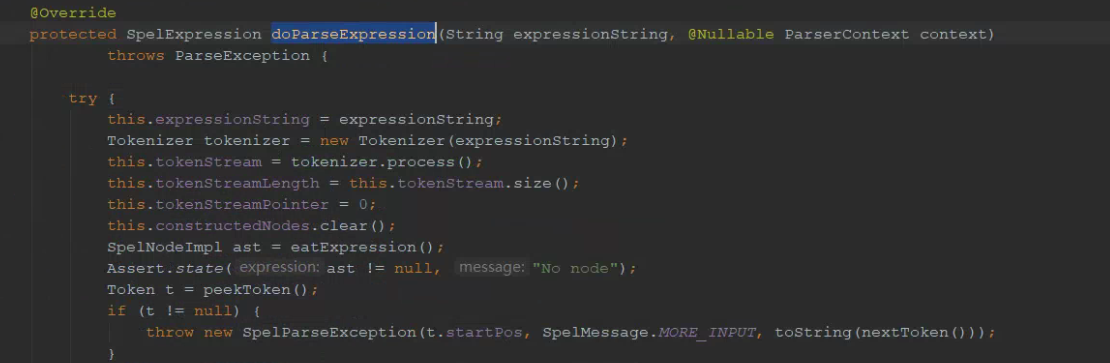 @Override
protected SpelExpression doParseExpression(String expressionString, @Nullable ParserContext context)
throws ParseException {
try {
this.expressionString = expressionString;
Tokenizer tokenizer = new Tokenizer(expressionString);
this.tokenStream = tokenizer.process();
this.tokenStreamLength = this.tokenStream.size();
this.tokenStreamPointer = 0;
this.constructedNodes.clear();
SpelNodeImpl ast = eatExpression();
Assert.state( expression: ast != null, message: "No node");
Token t = peekToken();
if (t != null) {
throw new SpelParseException(t.startPos, SpelMessage.MORE_INPUT, toString(nextToken()));
}